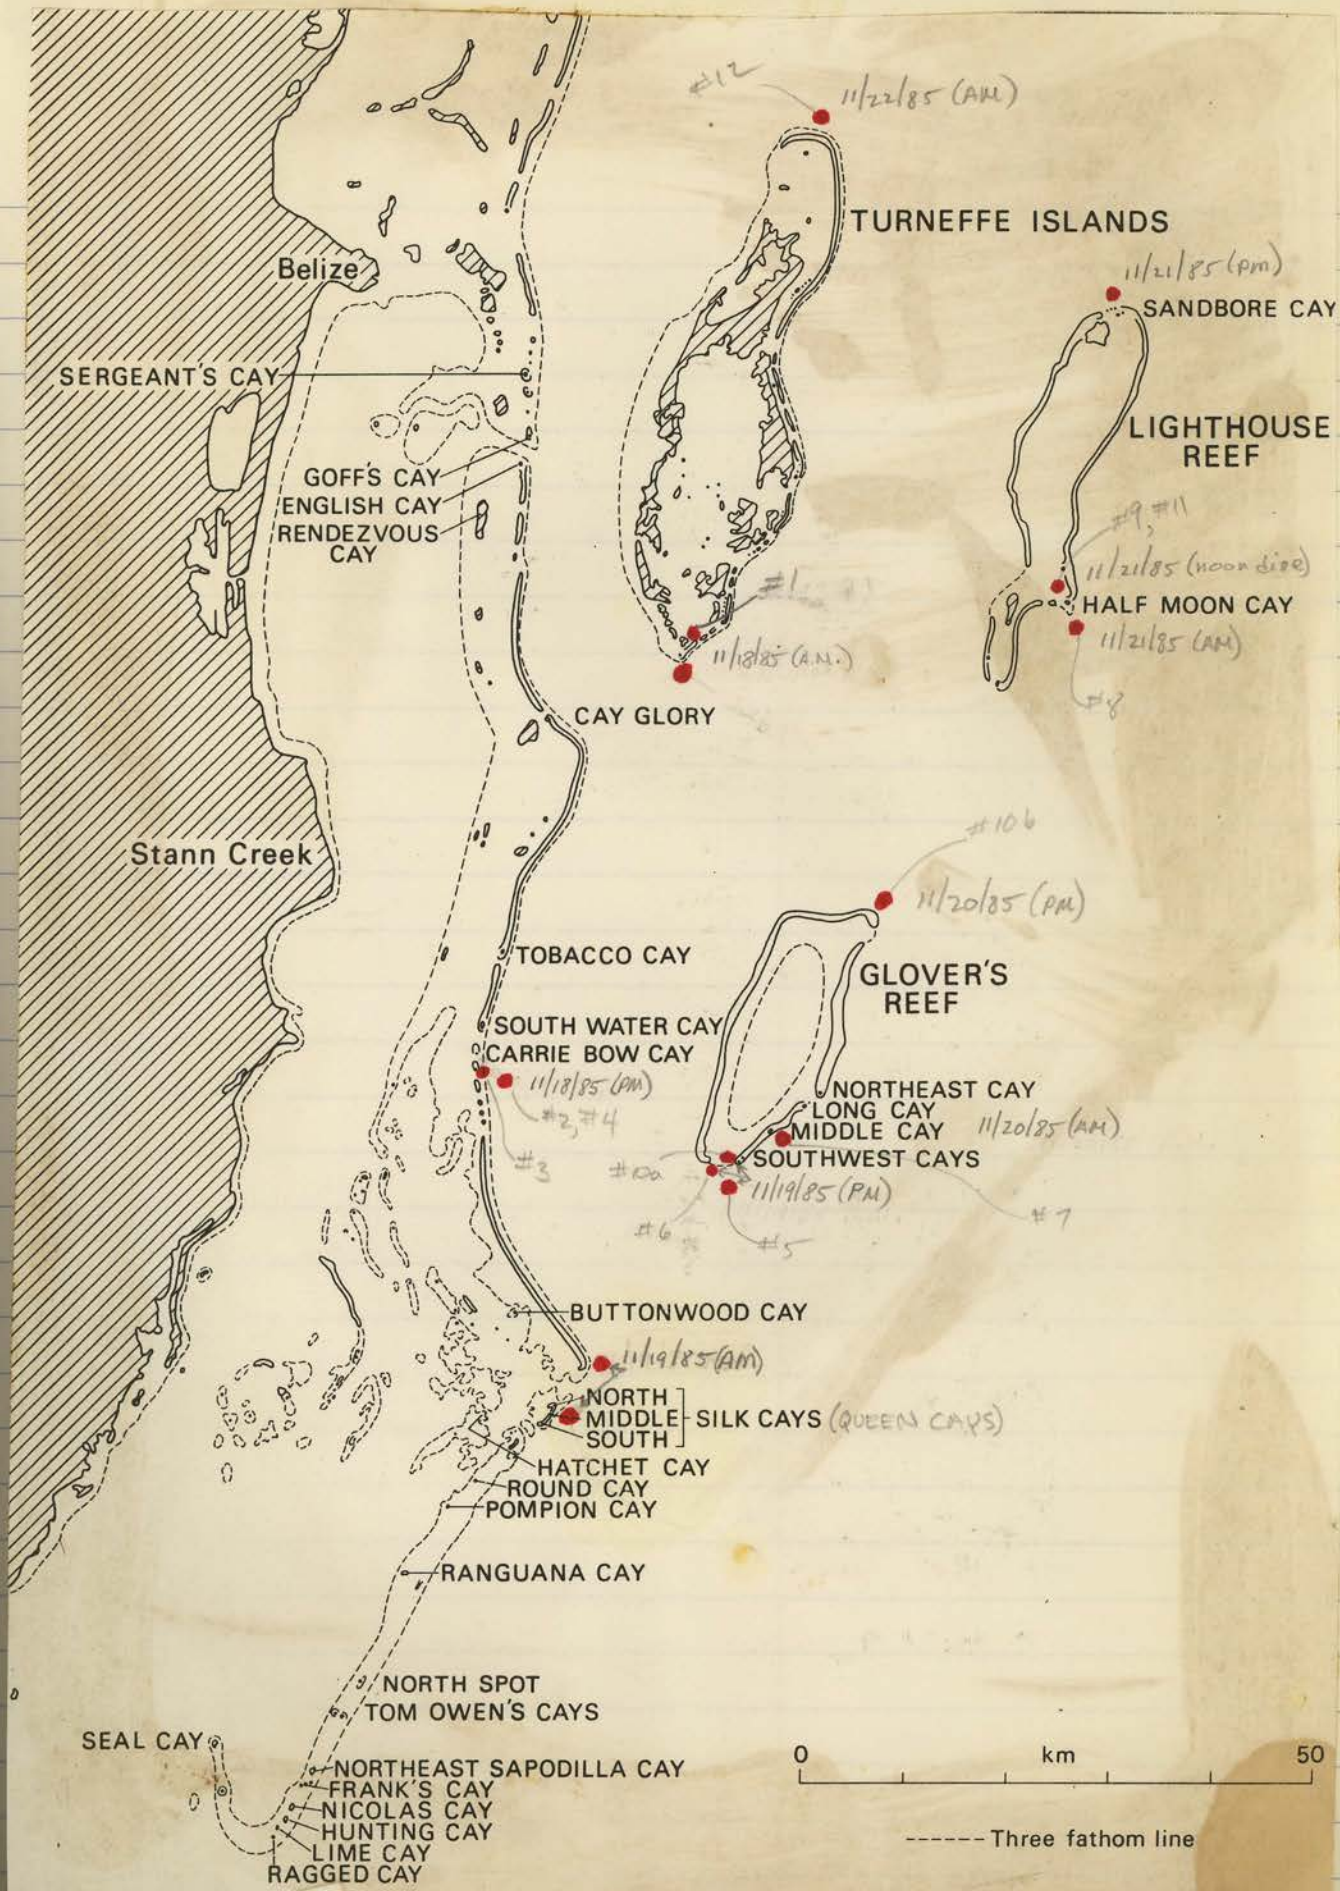 #12
11/22/85 (AM)
TURNEFFE ISLANDS
Belize
11/21/85 (PM)
SANDBORE CAY
SERGEANT'S CAY
LIGHTHOUSE
REEF
GOFF'S CAY
ENGLISH CAY
RENDEZVOUS
CAY
#9, #11
11/21/85 (noon dive)
#1
HALF MOON CAY
11/21/85 (AM)
11/18/85 (A.M.)
#8
CAY GLORY
#10b
Stann Creek
11/20/85 (PM)
TOBACCO CAY
GLOVER'S
REEF
SOUTH WATER CAY
CARRIE BOW CAY
11/18/85 (PM)
#2, #4
NORTHEAST CAY
LONG CAY
MIDDLE CAY 11/20/85 (AM)
SOUTHWEST CAYS
#3
#10a
11/19/85 (PM)
#7
#6
#5
BUTTONWOOD CAY
11/19/85 (AM)
NORTH
MIDDLE SILK CAYS (QUEEN CAYS)
SOUTH
HATCHET CAY
ROUND CAY
POMPION CAY
RANGUANA CAY
NORTH SPOT
TOM OWEN'S CAYS
SEAL CAY
0 km 50
NORTHEAST SAPODILLA CAY
FRANK'S CAY
NICOLAS CAY
HUNTING CAY
LIME CAY
RAGGED CAY
------ Three fathom line